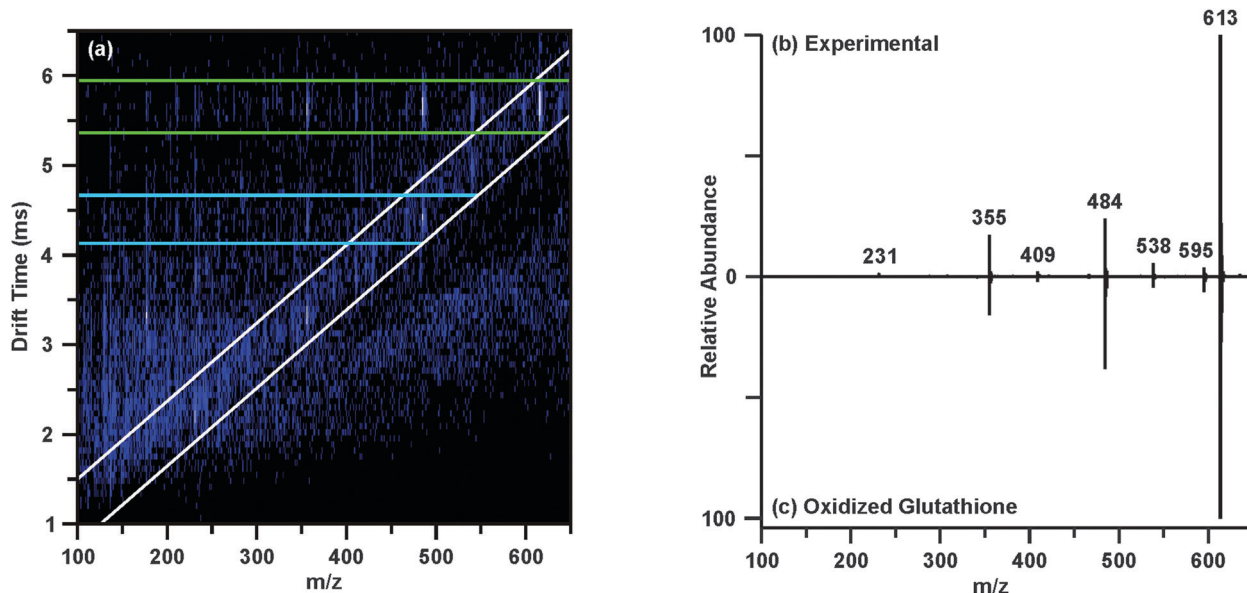 (a)
6
5
4
3
2
1
Drift Time (ms)
100 200 300 400 500 600
m/z
(b) Experimental
613
100
355
484
231
409
538
595
0
Relative Abundance
100
(c) Oxidized Glutathione
100 200 300 400 500 600
m/z